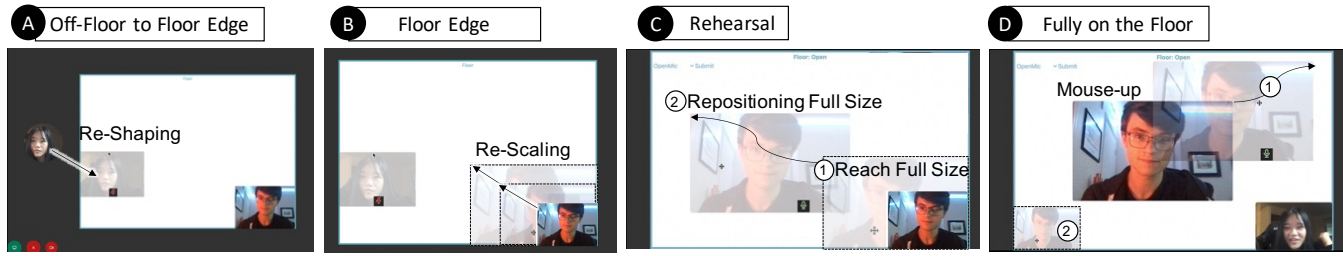 A Off-Floor to Floor Edge
Floor
Re-Shaping
B Floor Edge
Floor
Re-Scaling
C Rehearsal
Floor: Open
OpenMic Submit
2 Repositioning Full Size
1 Reach Full Size
D Fully on the Floor
Floor: Open
OpenMic Submit
Mouse-up
1
2